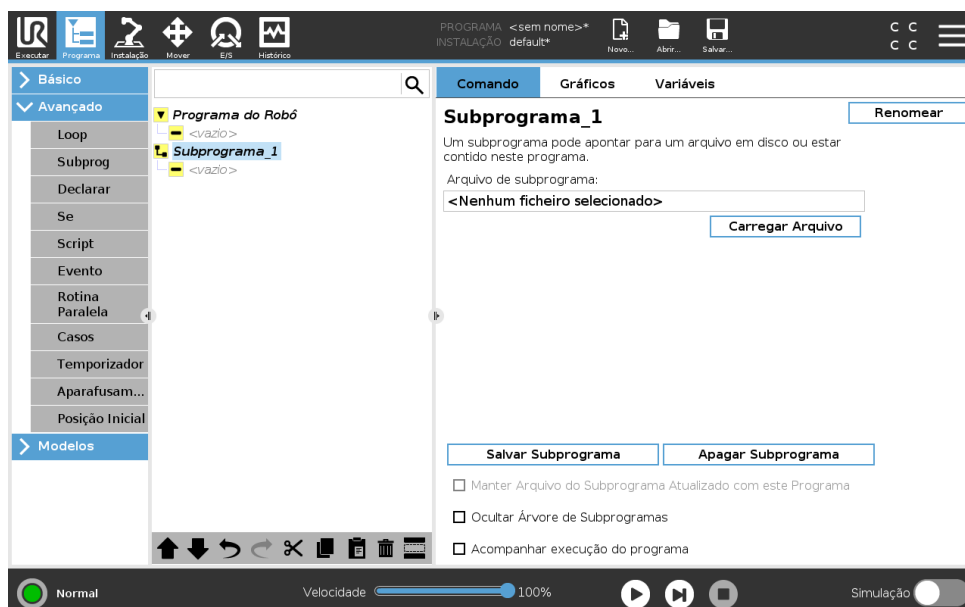 PROGRAMA <sem nome>*
INSTALAÇÃO default*
Executar
Programa
Instalação
Mover
E/S
Histórico
Novo...
Abrir...
Salvar...
C C
C C
Básico
Avançado
Loop
Subprog
Declarar
Se
Script
Evento
Rotina
Paralela
Casos
Temporizador
Aparafusam...
Posição Inicial
Modelos
Programa do Robô
<vazio>
Subprograma_1
<vazio>
Comando
Gráficos
Variáveis
Subprograma_1
Renomear
Um subprograma pode apontar para um arquivo em disco ou estar
contido neste programa.
Arquivo de subprograma:
<Nenhum ficheiro selecionado>
Carregar Arquivo
Salvar Subprograma
Apagar Subprograma
Manter Arquivo do Subprograma Atualizado com este Programa
Ocultar Árvore de Subprogramas
Acompanhar execução do programa
Normal
Velocidade
100%
Simulação